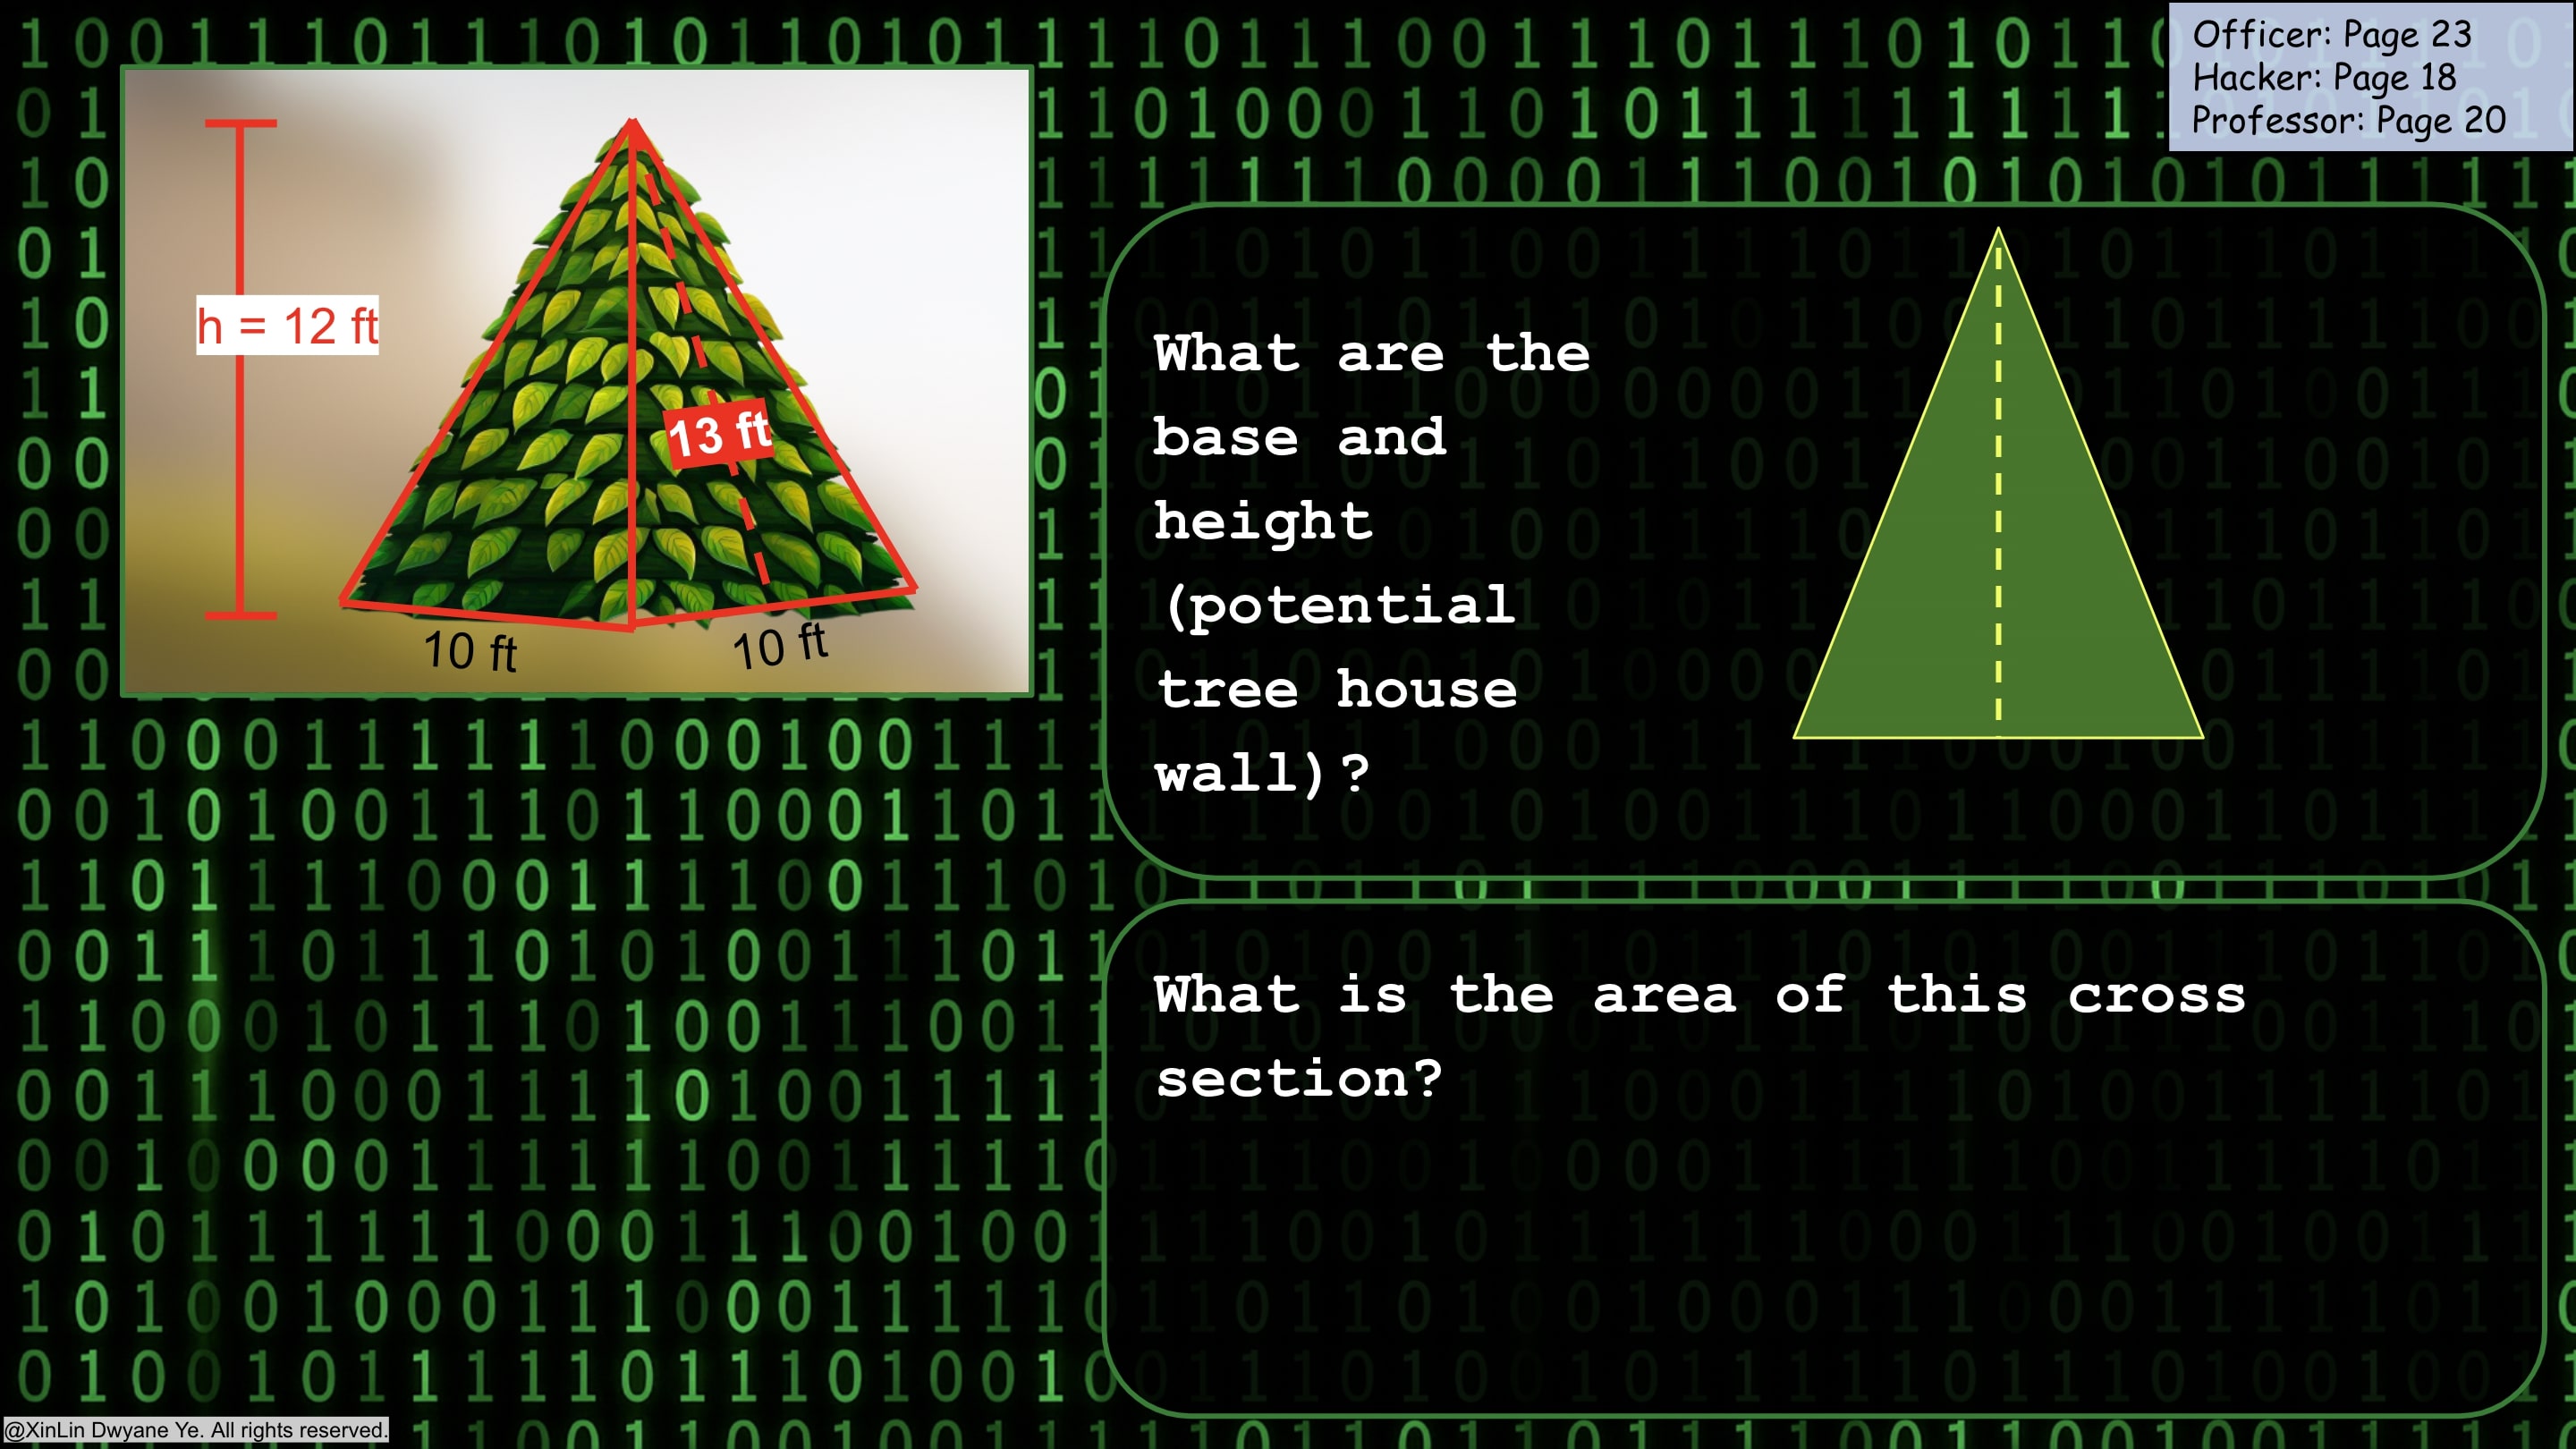 Officer: Page 23
Hacker: Page 18
Professor: Page 20
h = 12 ft
13 ft
10 ft
10 ft
What are the
base and
height
(potential
tree house
wall)?
What is the area of this cross
section?
@XinLin Dwyane Ye. All rights reserved.